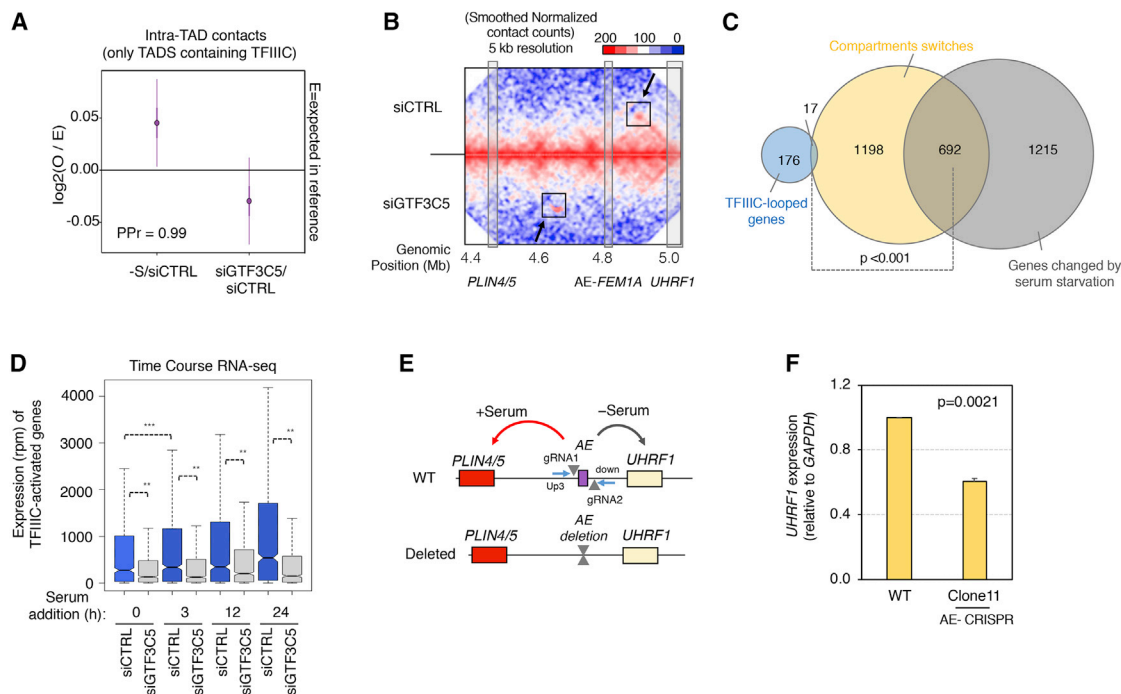 A
Intra-TAD contacts
(only TADS containing TFIIIC)
log2(O / E)
0.05
0.00
-0.05
PPr = 0.99
E=expected in reference
-S/siCTRL
siGTF3C5/
siCTRL
B
(Smoothed Normalized
contact counts)
5 kb resolution
200
100
0
siCTRL
siGTF3C5
Genomic
Position (Mb)
4.4
4.6
4.8
5.0
PLIN4/5
AE-FEM1A
UHRF1
C
Compartments switches
17
176
1198
692
1215
TFIIIC-looped
genes
p <0.001
Genes changed by
serum starvation
D
Time Course RNA-seq
Expression (rpm) of
TFIIIC-activated genes
4000
3000
2000
1000
0
***
**
**
**
**
Serum
addition (h):
0
3
12
24
siCTRL
siGTF3C5
siCTRL
siGTF3C5
siCTRL
siGTF3C5
siCTRL
siGTF3C5
E
+Serum
–Serum
AE
PLIN4/5
gRNA1
UHRF1
WT
Up3
down
gRNA2
PLIN4/5
AE
deletion
UHRF1
Deleted
F
UHRF1 expression
(relative to GAPDH)
1.2
0.8
0.4
0.0
p=0.0021
WT
Clone11
AE- CRISPR